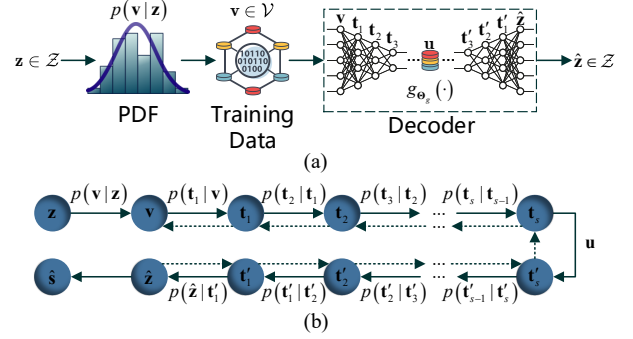 p(v|z)
v ∈ 𝒱
z ∈ 𝒵
10110
010110
0100
v t₁ t₂ t₃ ... u ... t′₃ t′₂ t′₁ ẑ
ẑ ∈ 𝒵
g_Θg (·)
PDF
Training
Data
Decoder
(a)
p(v|z) p(t₁|v) p(t₂|t₁) p(t₃|t₂) p(tₛ|tₛ₋₁)
z v t₁ t₂ ... ... tₛ
u
ŝ ẑ t′₁ t′₂ ... ... t′ₛ
p(ẑ|t′₁) p(t′₁|t′₂) p(t′₂|t′₃) p(t′ₛ₋₁|t′ₛ)
(b)